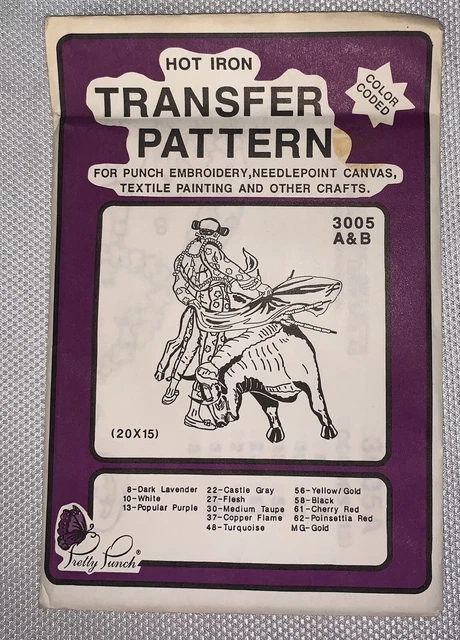 HOT IRON
TRANSFER
PATTERN
COLOR
CODED
FOR PUNCH EMBROIDERY,NEEDLEPOINT CANVAS,
TEXTILE PAINTING AND OTHER CRAFTS.
3005
A&B
(20X15)
8-Dark Lavender 22-Castle Gray 56-Yellow/Gold
10-White 27-Flesh 58-Black
13-Popular Purple 30-Medium Taupe 61-Cherry Red
37-Copper Flame 62-Poinsettia Red
48-Turquoise MG-Gold
Pretty Punch®